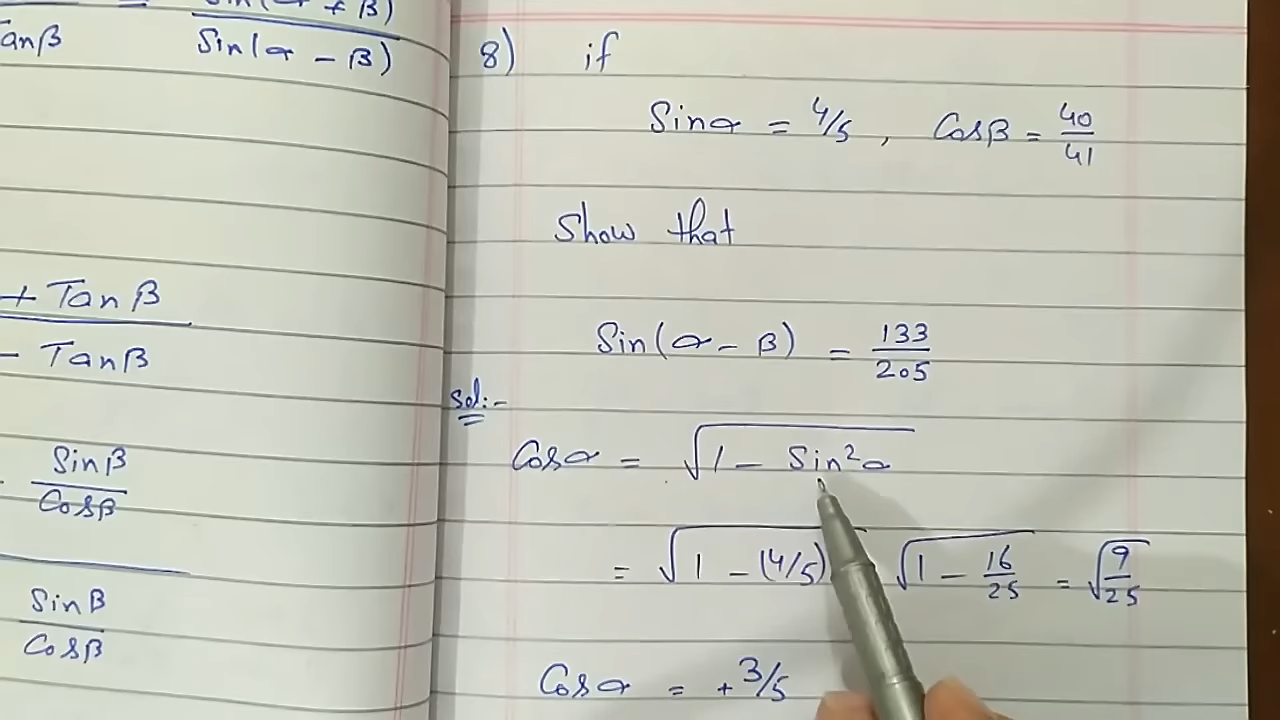 Sin(α + β)
Tanβ
Sin(α - β)
+ Tanβ
- Tanβ
Sinβ
Cosβ
Sinβ
Cosβ
8) if
Sinα = 4/5 , Cosβ = 40/41
Show that
Sin(α - β) = 133/205
Sol:-
Cosα = √1 - Sin²α
= √1 - (4/5) √1 - 16/25 = √9/25
Cosα = + 3/5